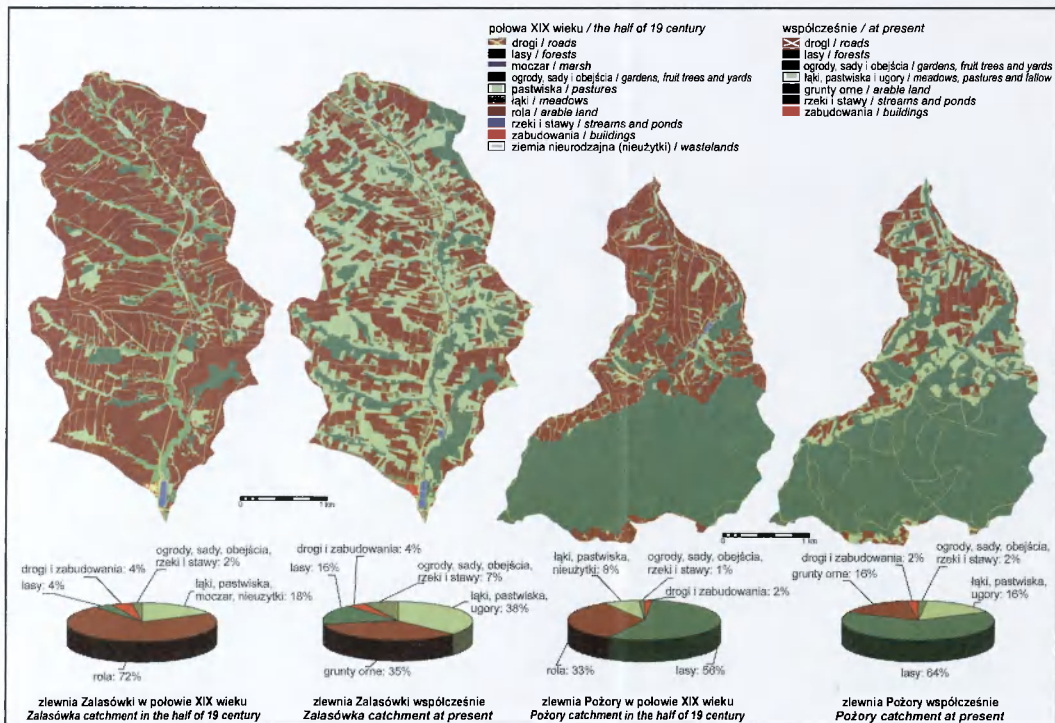 połowa XIX wieku / the half of 19 century
drogi / roads
lasy / forests
moczar / marsh
ogrody, sady i obejścia / gardens, fruit trees and yards
pastwiska / pastures
łąki / meadows
rola / arable land
rzeki i stawy / streams and ponds
zabudowania / buildings
ziemia nieurodzajna (nieużytki) / wastelands
współcześnie / at present
drogi / roads
lasy / forests
ogrody, sady i obejścia / gardens, fruit trees and yards
łąki, pastwiska i ugory / meadows, pastures and fallow
grunty orne / arable land
rzeki i stawy / streams and ponds
zabudowania / buildings
1 km
1 km
ogrody, sady, obejścia,
rzeki i stawy: 2%
drogi i zabudowania: 4%
lasy: 4%
łąki, pastwiska,
moczar, nieużytki: 18%
rola: 72%
zlewnia Zalasówki w połowie XIX wieku
Zalasówka catchment in the half of 19 century
drogi i zabudowania: 4%
lasy: 16%
ogrody, sady, obejścia,
rzeki i stawy: 7%
łąki, pastwiska,
ugory: 38%
grunty orne: 35%
zlewnia Zalasówki współcześnie
Zalasówka catchment at present
łąki, pastwiska,
nieużytki: 8%
ogrody, sady, obejścia,
rzeki i stawy: 1%
drogi i zabudowania: 2%
rola: 33%
lasy: 56%
zlewnia Pożory w połowie XIX wieku
Pożory catchment in the half of 19 century
drogi i zabudowania: 2%
grunty orne: 16%
ogrody, sady, obejścia,
rzeki i stawy: 2%
łąki, pastwiska,
ugory: 16%
lasy: 64%
zlewnia Pożory współcześnie
Pożory catchment at present